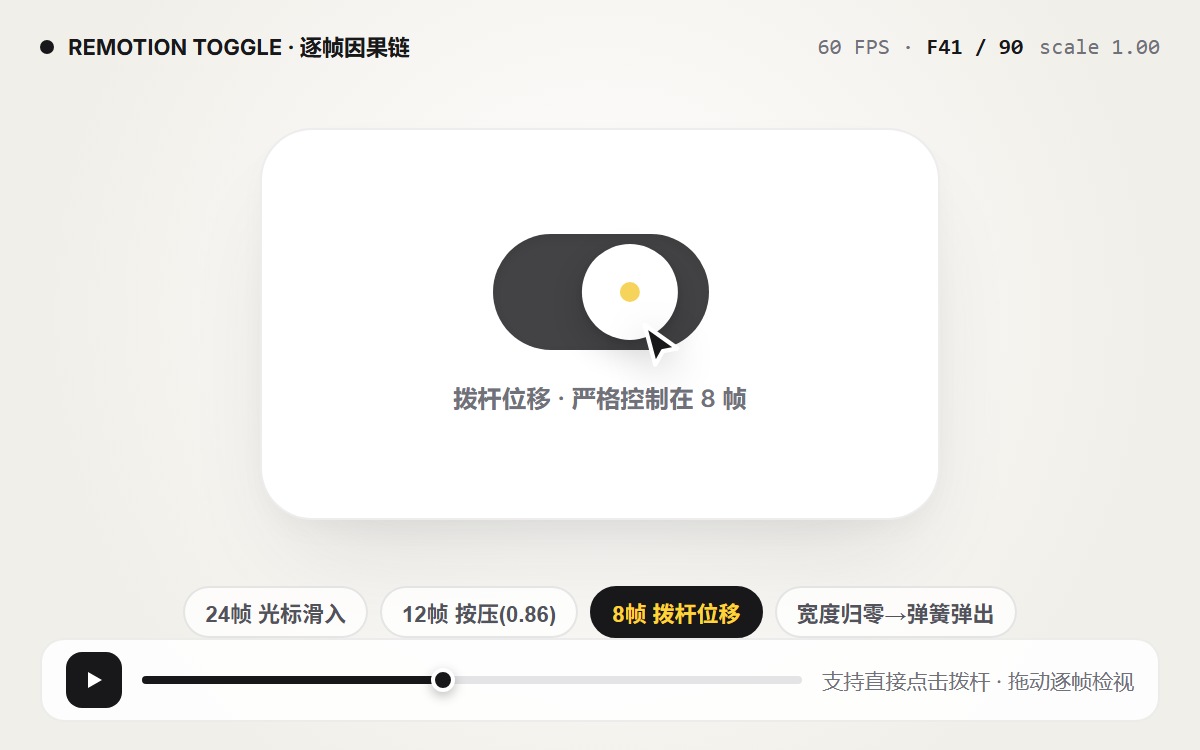 REMOTION TOGGLE · 逐帧因果链
60 FPS · F41 / 90 scale 1.00
拨杆位移 · 严格控制在 8 帧
24帧 光标滑入
12帧 按压(0.86)
8帧 拨杆位移
宽度归零→弹簧弹出
支持直接点击拨杆 · 拖动逐帧检视